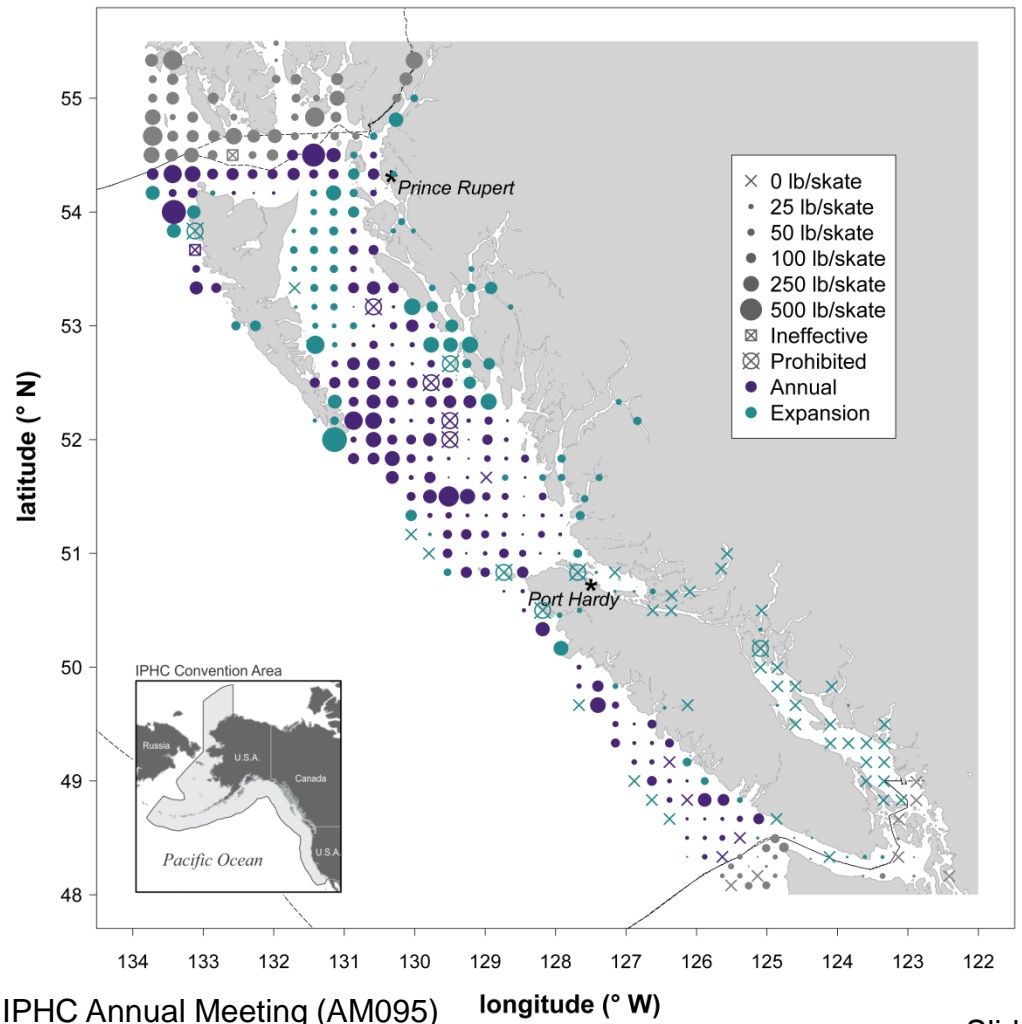 55
54
53
52
51
50
49
48
latitude (° N)
Prince Rupert
Port Hardy
0 lb/skate
25 lb/skate
50 lb/skate
100 lb/skate
250 lb/skate
500 lb/skate
Ineffective
Prohibited
Annual
Expansion
IPHC Convention Area
Russia
U.S.A.
Canada
U.S.A.
Pacific Ocean
134 133 132 131 130 129 128 127 126 125 124 123 122
longitude (° W)
IPHC Annual Meeting (AM095)